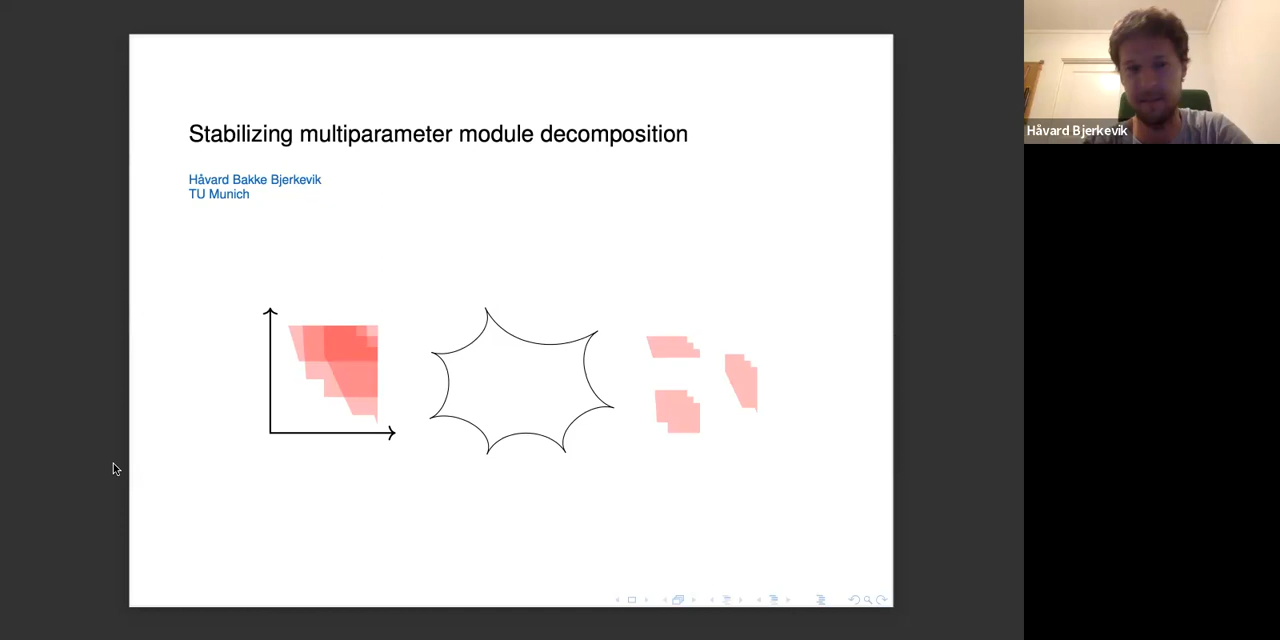 Stabilizing multiparameter module decomposition
Håvard Bakke Bjerkevik
TU Munich
Håvard Bjerkevik